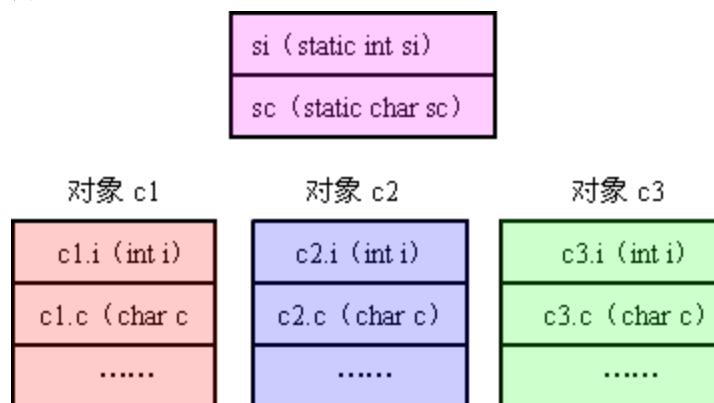 si（static int si）
sc（static char sc）
对象 c1 对象 c2 对象 c3
c1.i（int i） c2.i（int i） c3.i（int i）
c1.c（char c c2.c（char c） c3.c（char c）
…… …… ……